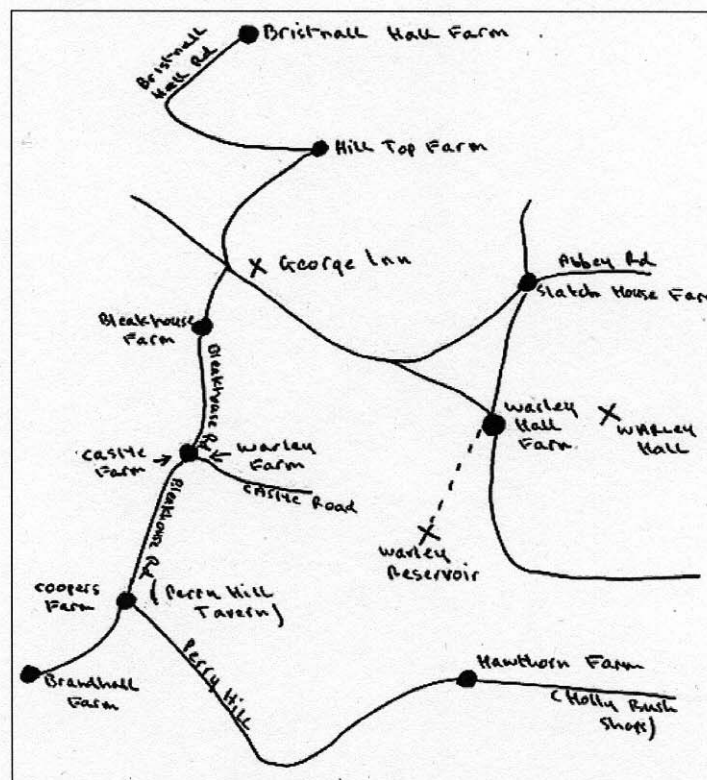 Bristnall Hall Farm
Bristnall
Hall Rd
Hill Top Farm
George Inn
Abbey Rd
Slatch House Farm
Bleakhouse
Farm
Bleakhouse Rd
Warley
Hall
Farm
WARLEY
HALL
Castle
Farm
Warley
Farm
Castle Road
Bleakhouse Rd
Warley
Reservoir
Coopers
Farm
(Perry Hill
Tavern)
Brandhall
Farm
Perry Hill
Hawthorn Farm
(Holly Bush
Shops)